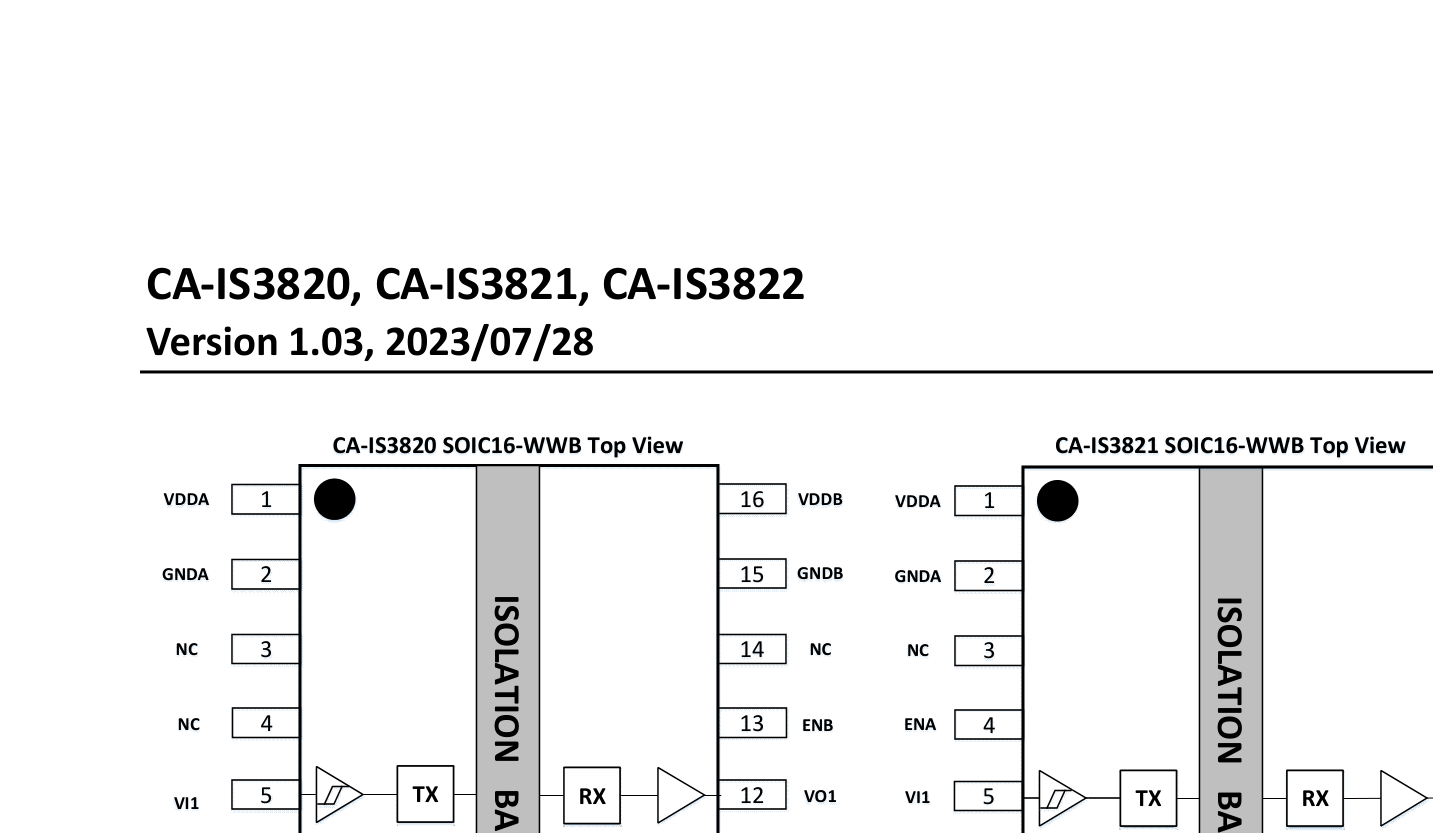 CA-IS3820, CA-IS3821, CA-IS3822
Version 1.03, 2023/07/28
CA-IS3820 SOIC16-WWB Top View
VDDA 1 16 VDDB
GNDA 2 15 GNDB
NC 3 14 NC
NC 4 13 ENB
VI1 5 TX RX 12 VO1
ISOLATION BA
CA-IS3821 SOIC16-WWB Top View
VDDA 1
GNDA 2
NC 3
ENA 4
VI1 5 TX RX
ISOLATION BA